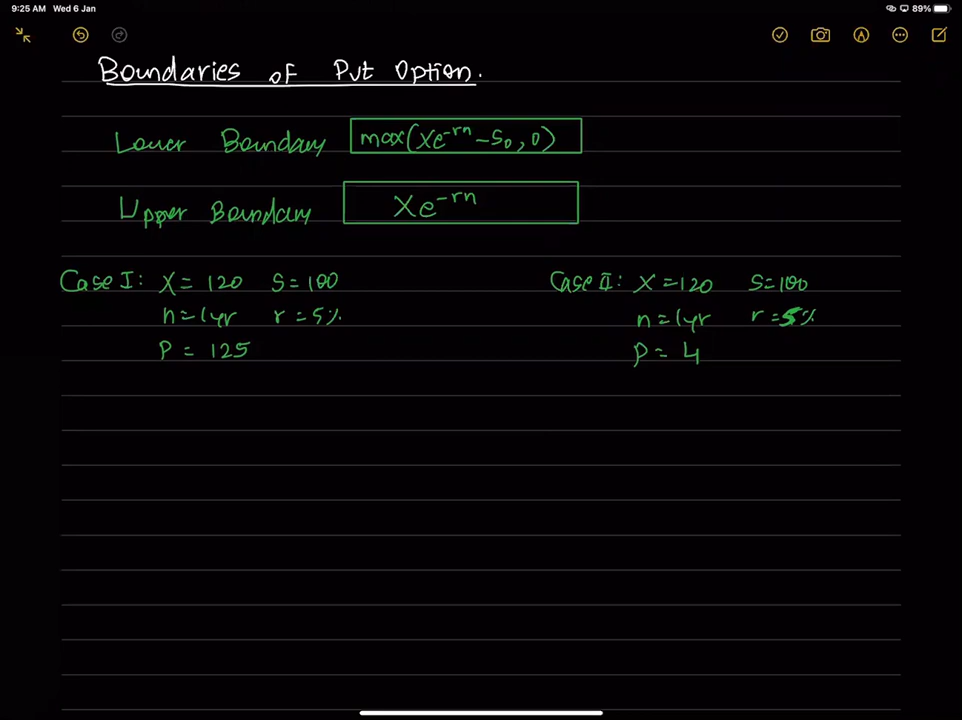 9:25 AM Wed 6 Jan 89%
Boundaries of Put Option.
Lower Boundary max(Xe^-rn - S₀, 0)
Upper Boundary Xe^-rn
Case I: X = 120 S = 100
n = 1yr r = 5%
P = 125
Case II: X = 120 S = 100
n = 1yr r = 5%
p = 4